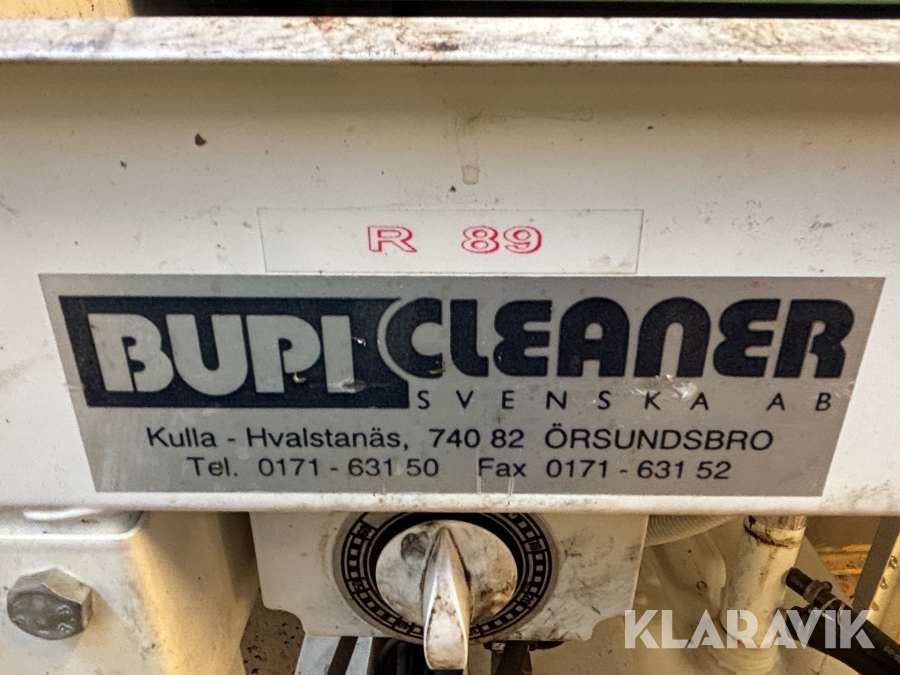 R 89
BUPI CLEANER
SVENSKA AB
Kulla - Hvalstanäs, 740 82 ÖRSUNDSBRO
Tel. 0171 - 631 50 Fax 0171 - 631 52
KLARAVIK